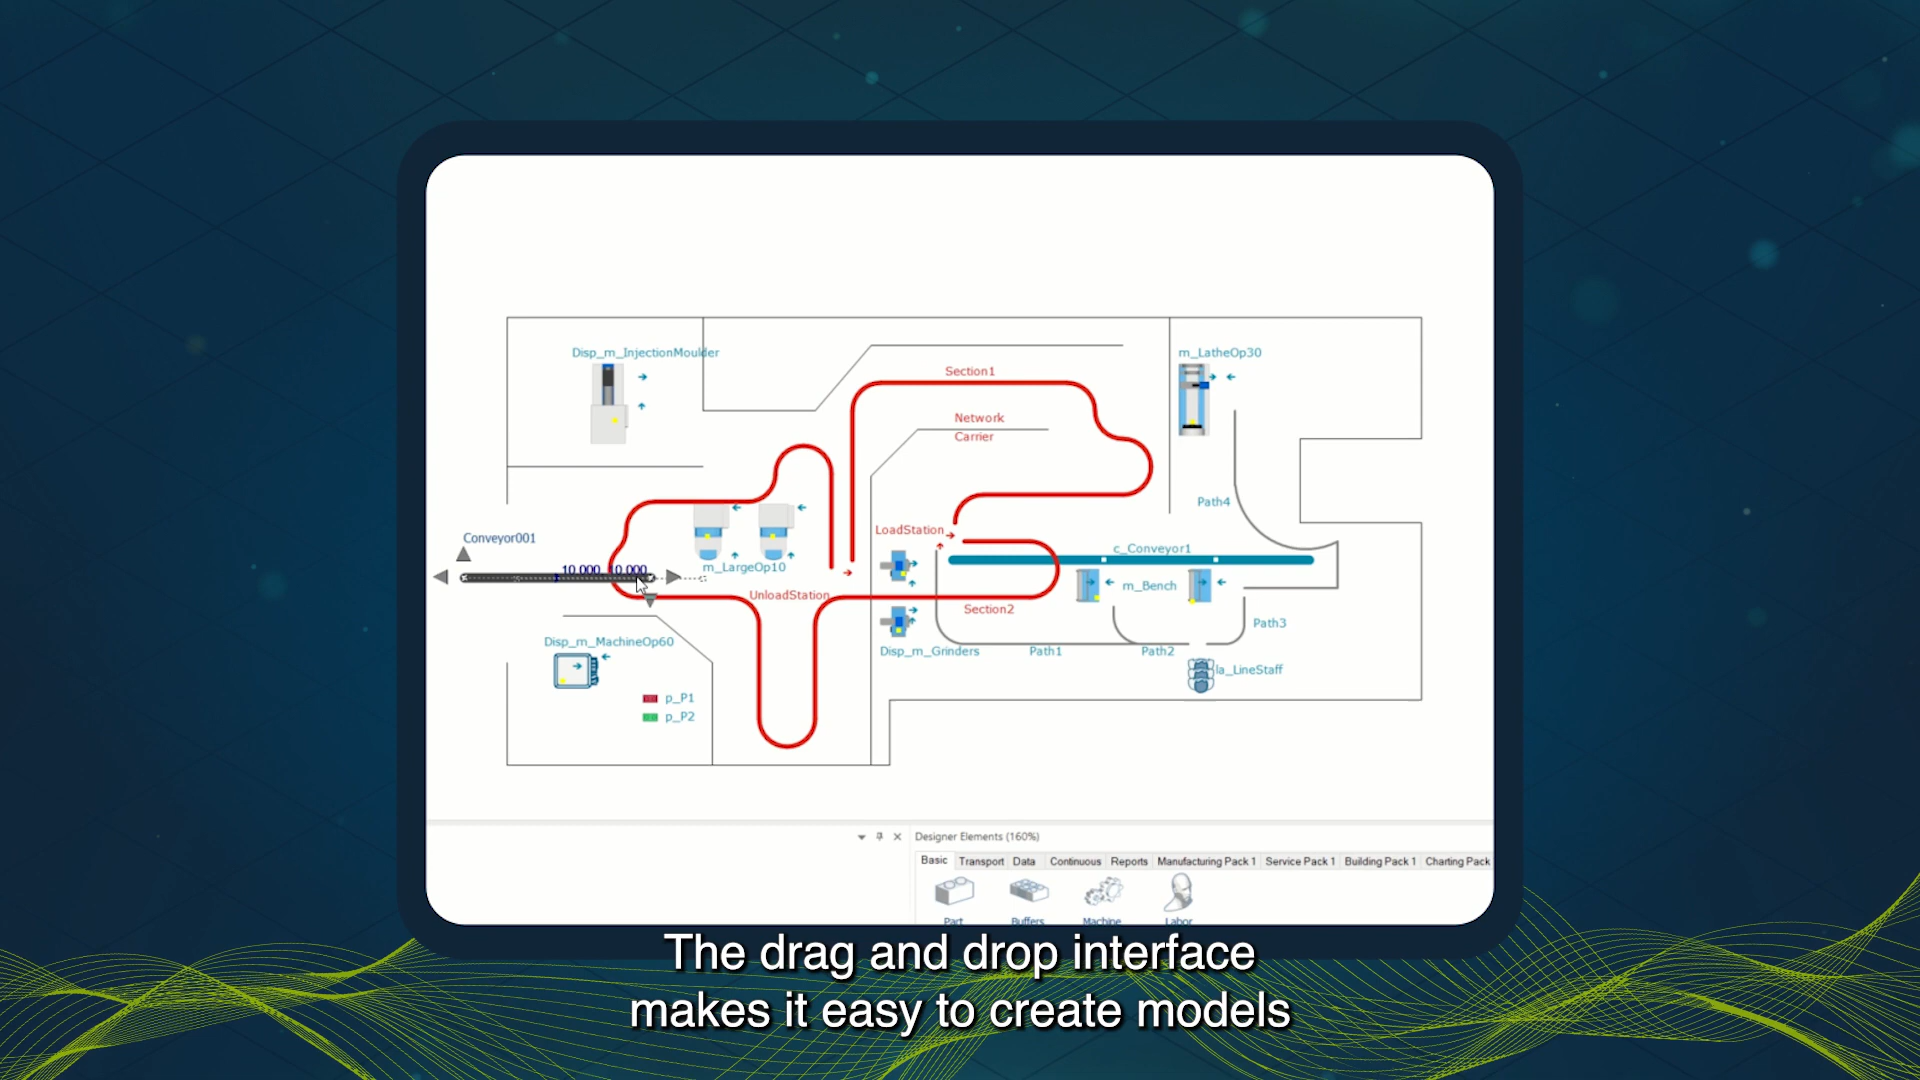 Disp_m_InjectionMoulder
m_LatheOp30
Section1
Network
Carrier
Path4
LoadStation
Conveyor001
c_Conveyor1
10.000 10.000
m_LargeOp10
m_Bench
UnloadStation
Section2
Path3
Disp_m_MachineOp60
Disp_m_Grinders
Path1
Path2
la_LineStaff
p_P1
p_P2
Designer Elements (160%)
Basic Transport Data Continuous Reports Manufacturing Pack 1 Service Pack 1 Building Pack 1 Charting Pack
Part Buffers Machine Labor
The drag and drop interface
makes it easy to create models